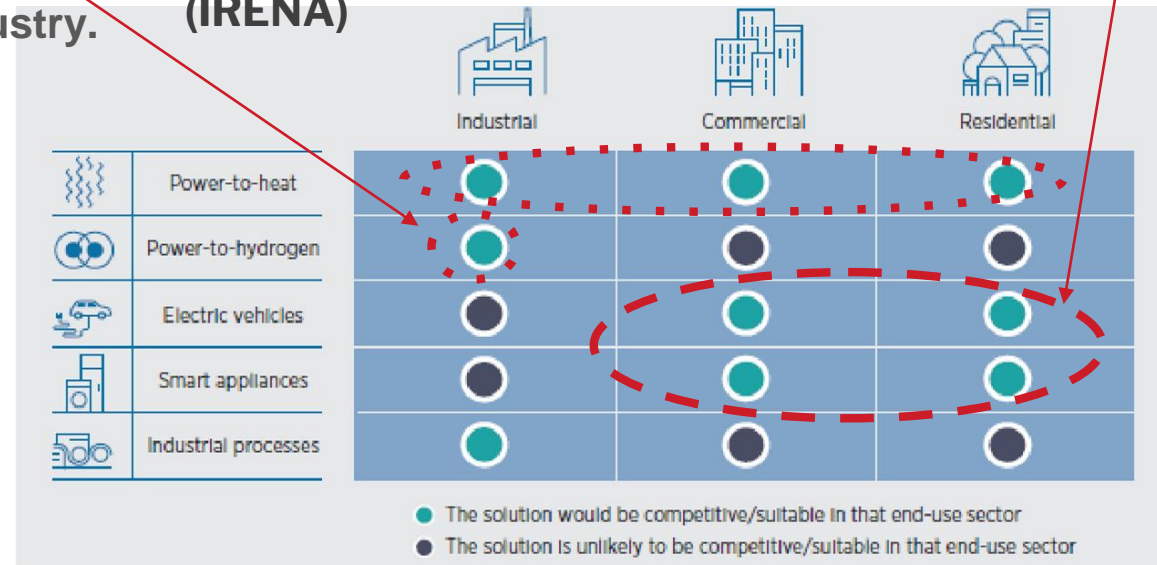 ustry.
(IRENA)
Industrial Commercial Residential
Power-to-heat
Power-to-hydrogen
Electric vehicles
Smart appliances
Industrial processes
The solution would be competitive/suitable in that end-use sector
The solution is unlikely to be competitive/suitable in that end-use sector